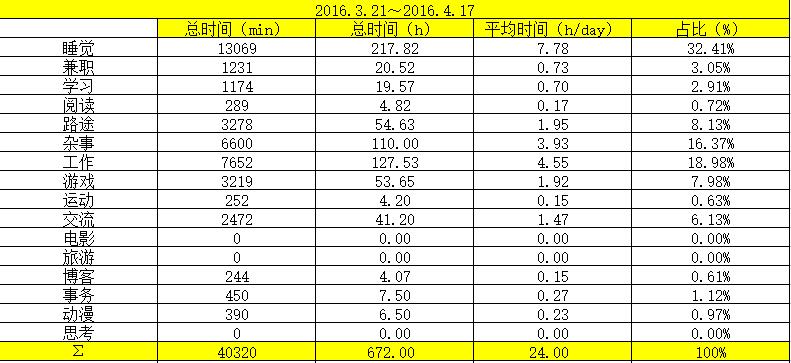 2016.3.21～2016.4.17
总时间（min） 总时间（h） 平均时间（h/day） 占比（%）
睡觉 13069 217.82 7.78 32.41%
兼职 1231 20.52 0.73 3.05%
学习 1174 19.57 0.70 2.91%
阅读 289 4.82 0.17 0.72%
路途 3278 54.63 1.95 8.13%
杂事 6600 110.00 3.93 16.37%
工作 7652 127.53 4.55 18.98%
游戏 3219 53.65 1.92 7.98%
运动 252 4.20 0.15 0.63%
交流 2472 41.20 1.47 6.13%
电影 0 0.00 0.00 0.00%
旅游 0 0.00 0.00 0.00%
博客 244 4.07 0.15 0.61%
事务 450 7.50 0.27 1.12%
动漫 390 6.50 0.23 0.97%
思考 0 0.00 0.00 0.00%
Σ 40320 672.00 24.00 100%